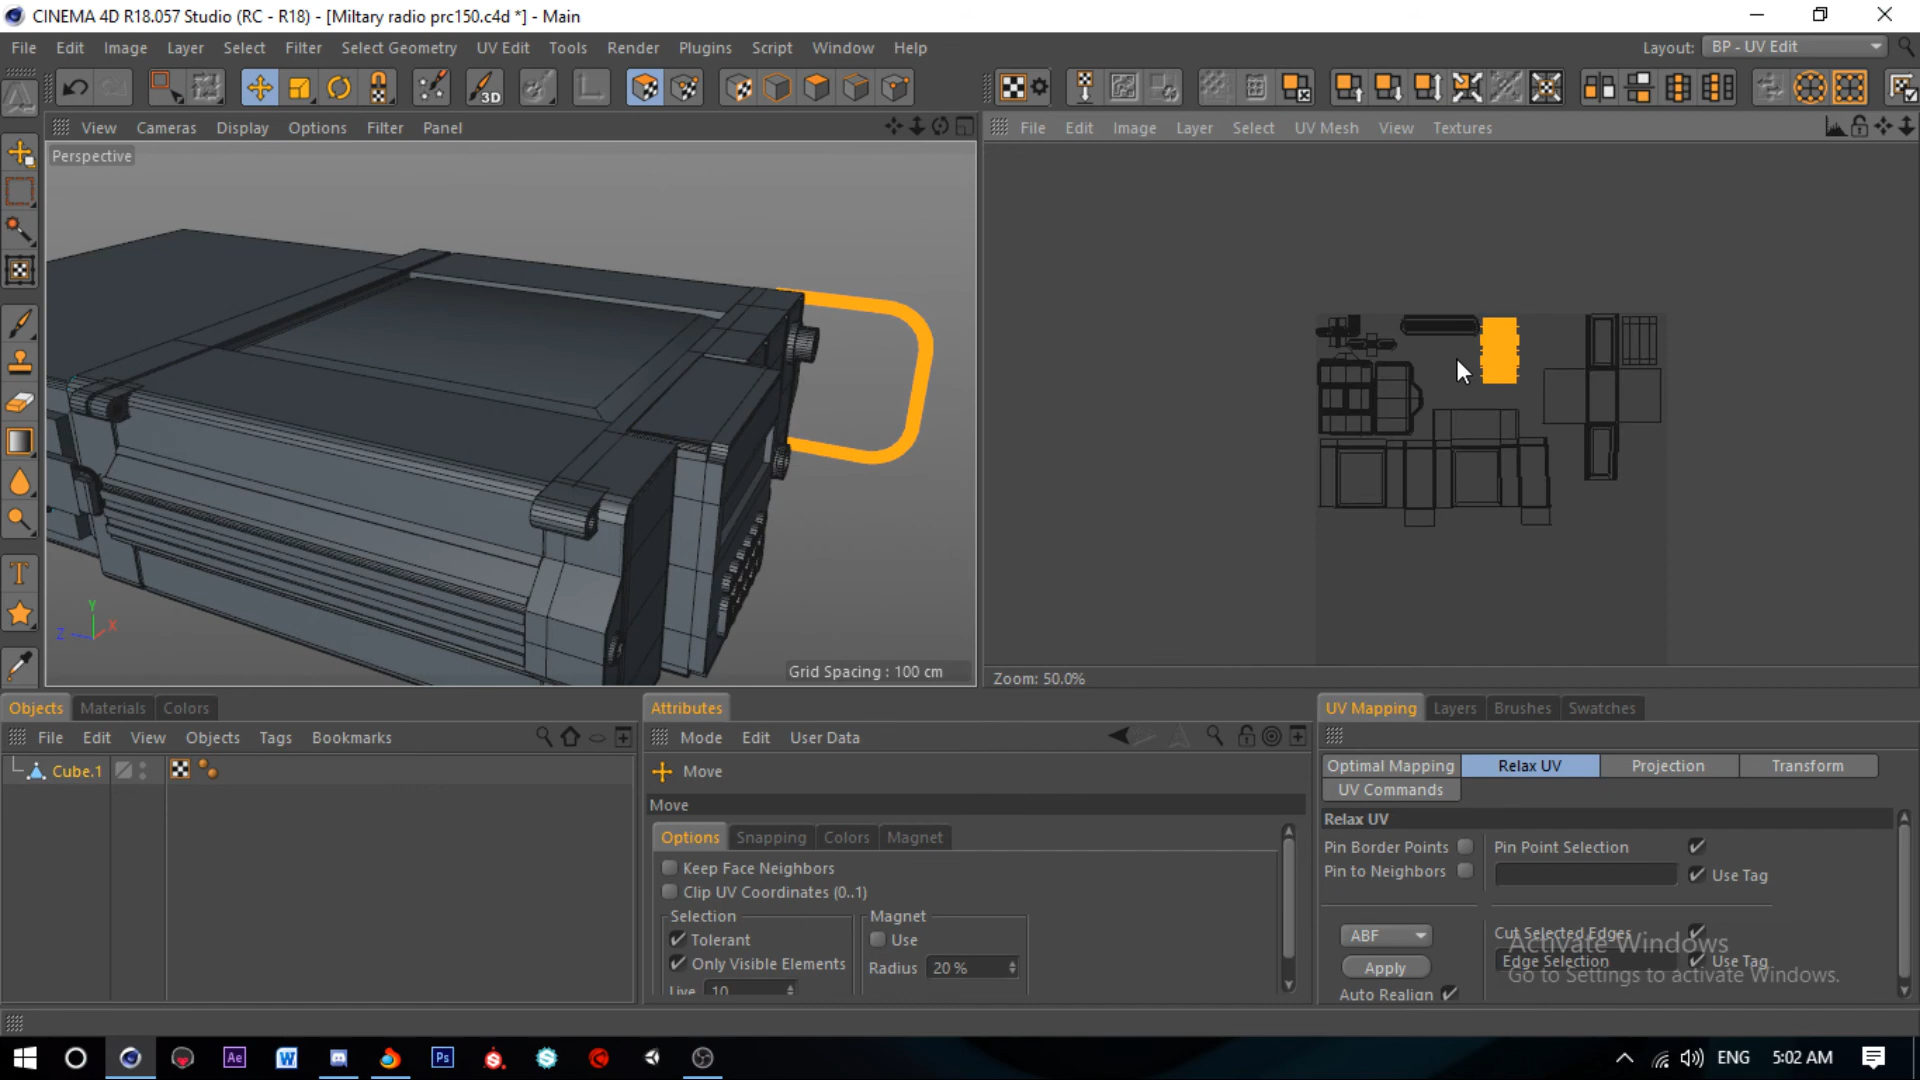 CINEMA 4D R18.057 Studio (RC - R18) - [Miltary radio prc150.c4d *] - Main
File Edit Image Layer Select Filter Select Geometry UV Edit Tools Render Plugins Script Window Help
Layout: BP - UV Edit
3D
View Cameras Display Options Filter Panel
File Edit Image Layer Select UV Mesh View Textures
Perspective
Y
X
Z
Grid Spacing : 100 cm
Zoom: 50.0%
Objects Materials Colors
Attributes
UV Mapping Layers Brushes Swatches
File Edit View Objects Tags Bookmarks
Mode Edit User Data
Cube.1
Move
Move
Options Snapping Colors Magnet
Keep Face Neighbors
Clip UV Coordinates (0..1)
Selection
Tolerant
Only Visible Elements
Live 10
Magnet
Use
Radius 20 %
Optimal Mapping Relax UV Projection Transform
UV Commands
Relax UV
Pin Border Points
Pin to Neighbors
Pin Point Selection
Use Tag
ABF
Apply
Auto Realign
Cut Selected Edges
Edge Selection
Use Tag
Activate Windows
Go to Settings to activate Windows.
Ae
W
Ps
ENG
5:02 AM